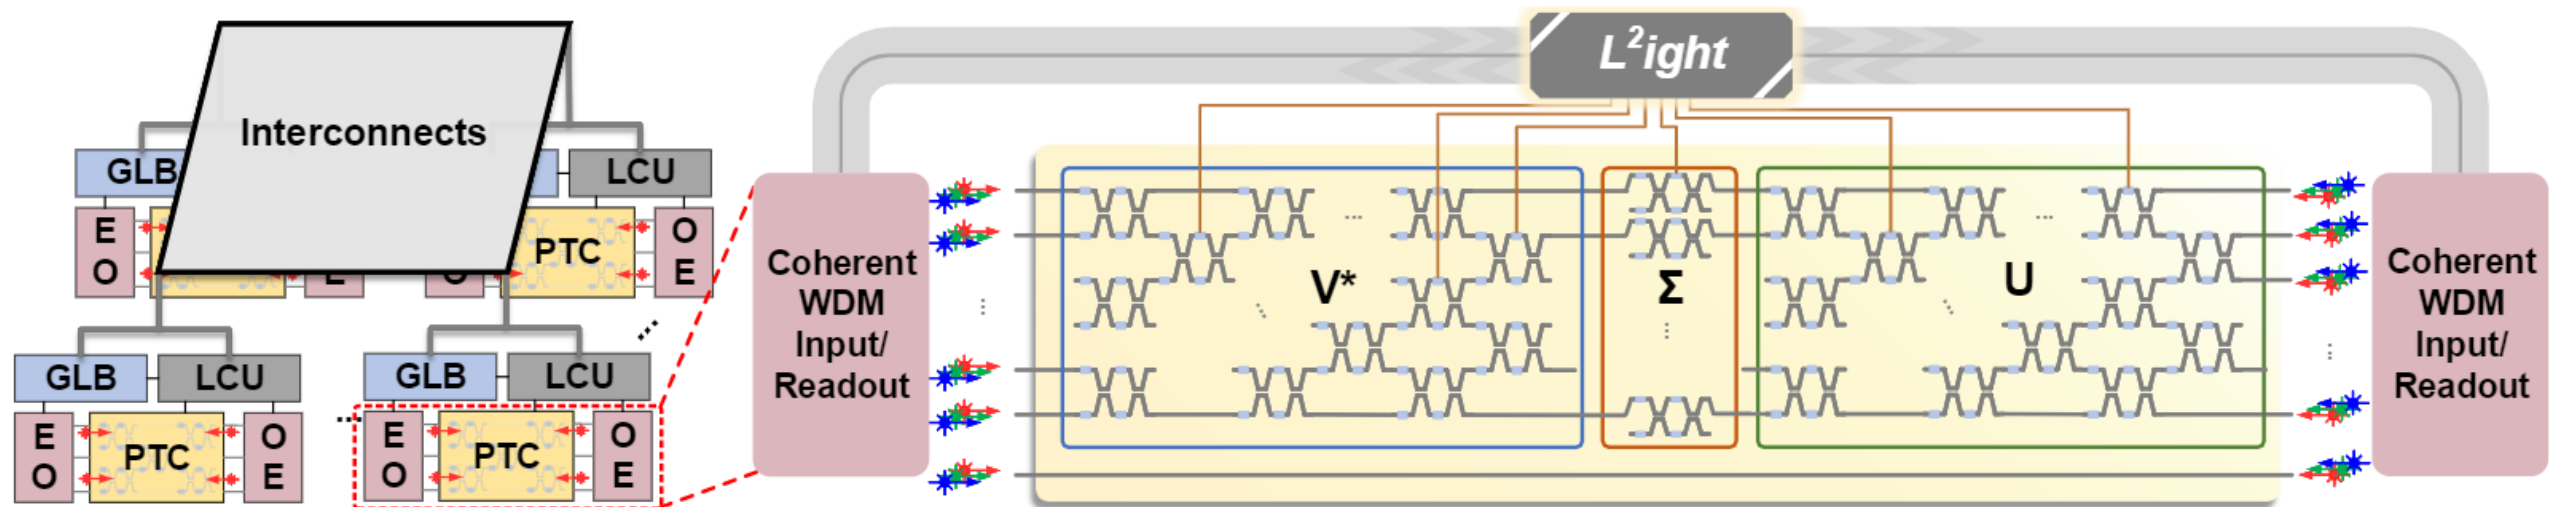 Interconnects
GLB
LCU
E O
PTC
O E
GLB LCU
E O
PTC
O E
GLB LCU
E O
PTC
O E
...
...
L²ight
Coherent
WDM
Input/
Readout
...
V*
...
Σ
...
U
...
Coherent
WDM
Input/
Readout